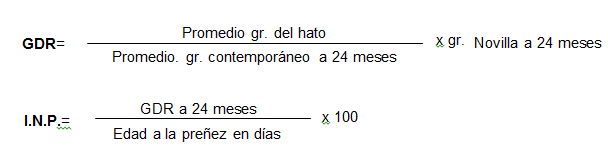 Promedio gr. del hato
GDR= x gr. Novilla a 24 meses
Promedio. gr. contemporáneo a 24 meses
GDR a 24 meses
I.N.P.= x 100
Edad a la preñez en días